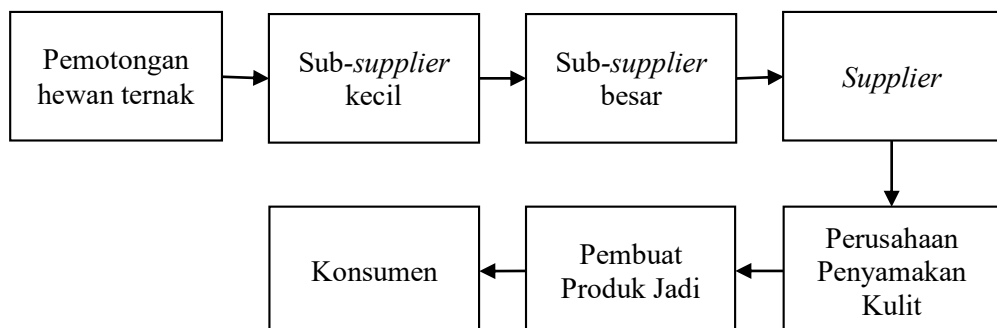 Pemotongan
hewan ternak
Sub-supplier
kecil
Sub-supplier
besar
Supplier
Perusahaan
Penyamakan
Kulit
Pembuat
Produk Jadi
Konsumen